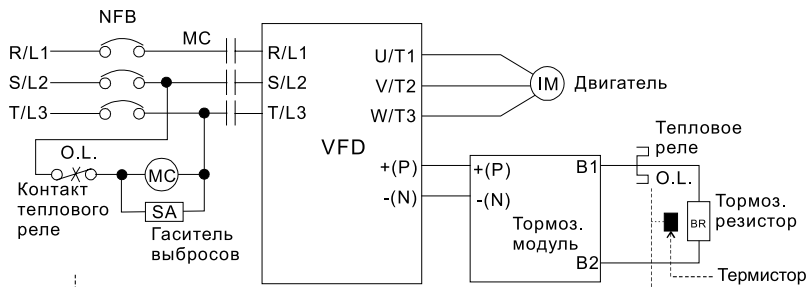 NFB
MC
R/L1
R/L1
U/T1
S/L2
S/L2
V/T2
IM
Двигатель
T/L3
T/L3
W/T3
VFD
O.L.
MC
SA
Контакт
теплового
реле
Гаситель
выбросов
+(P)
-(N)
+(P)
-(N)
B1
B2
Тормоз.
модуль
Тепловое
реле
O.L.
BR
Тормоз.
резистор
Термистор